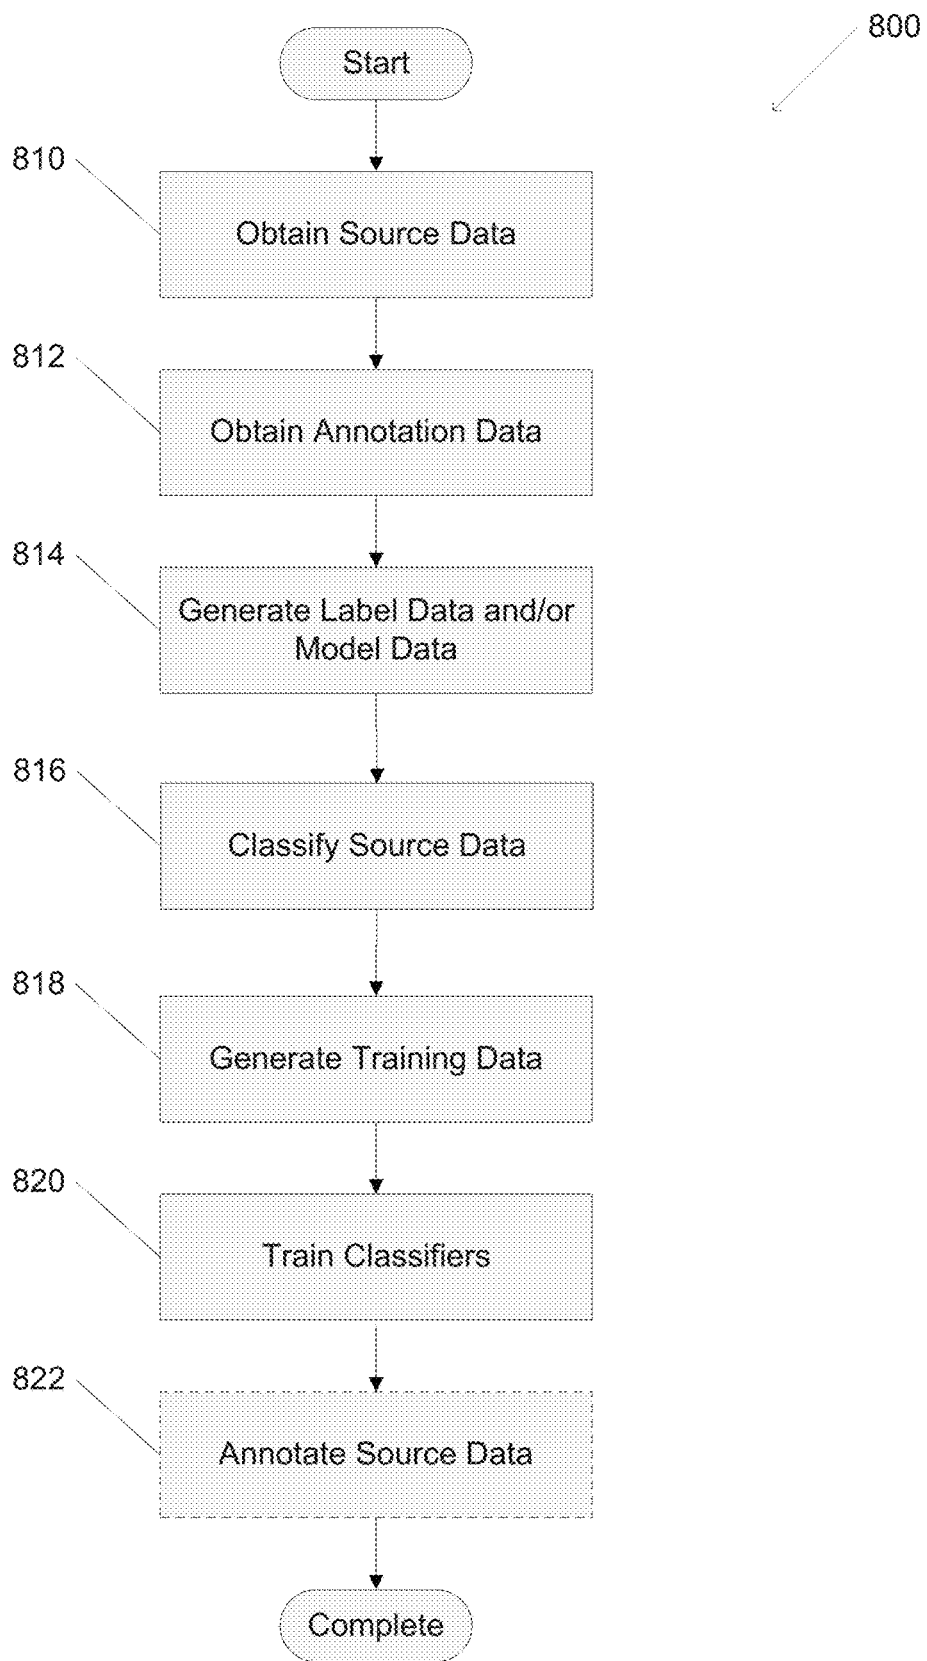 800
Start
810
Obtain Source Data
812
Obtain Annotation Data
814
Generate Label Data and/or
Model Data
816
Classify Source Data
818
Generate Training Data
820
Train Classifiers
822
Annotate Source Data
Complete